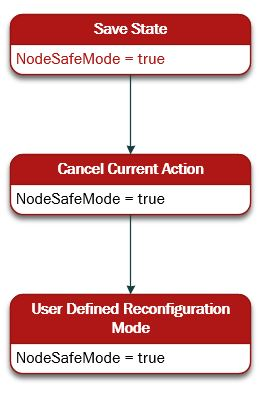 Save State
NodeSafeMode = true
Cancel Current Action
NodeSafeMode = true
User Defined Reconfiguration
Mode
NodeSafeMode = true